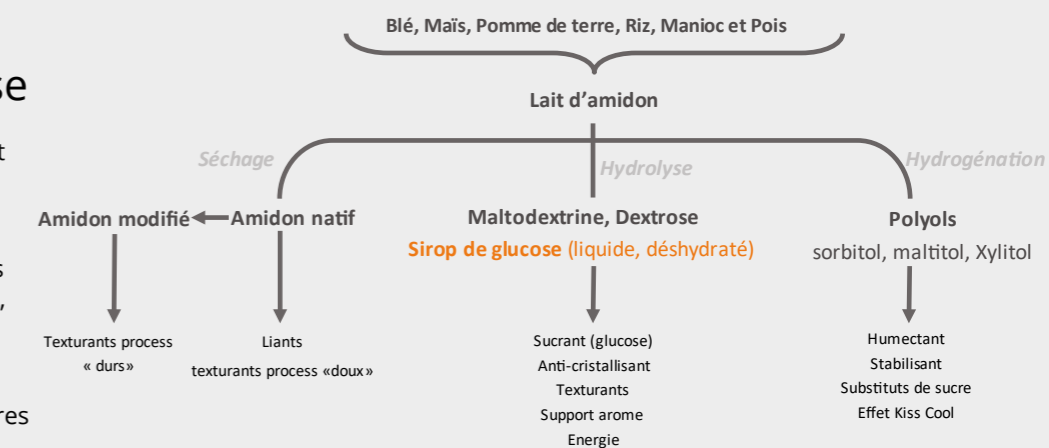 se
t
s
,
res
Blé, Maïs, Pomme de terre, Riz, Manioc et Pois
Lait d’amidon
Séchage
Hydrolyse
Hydrogénation
Amidon modifié
Amidon natif
Maltodextrine, Dextrose
Sirop de glucose (liquide, déshydraté)
Polyols
sorbitol, maltitol, Xylitol
Texturants process
« durs»
Liants
texturants process «doux»
Sucrant (glucose)
Anti-cristallisant
Texturants
Support arome
Energie
Humectant
Stabilisant
Substituts de sucre
Effet Kiss Cool